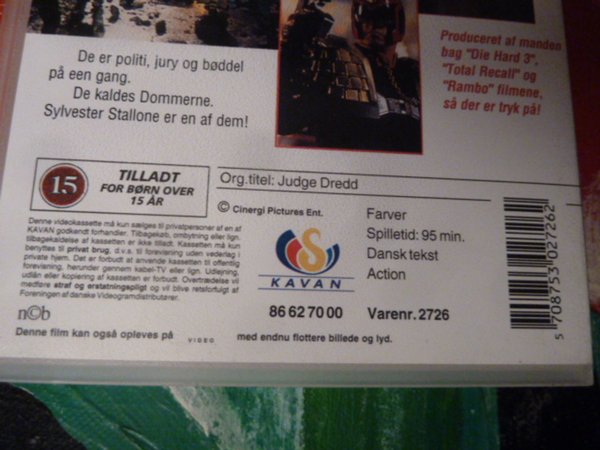 De er politi, jury og bøddel
på een gang.
De kaldes Dommerne.
Sylvester Stallone er en af dem!
Produceret af manden
bag "Die Hard 3",
"Total Recall" og
"Rambo" filmene,
så der er tryk på!
15
TILLADT
FOR BØRN OVER
15 ÅR
Org.titel: Judge Dredd
© Cinergi Pictures Ent.
Denne videokassette må kun sælges til privatpersoner af en af
KAVAN godkendt forhandler. Tilbagekøb, ombytning eller lign.
tilbagekaldelse af kassetten er ikke tilladt. Kassetten må kun
benyttes til privat brug, d.v.s. til forevisning uden vederlag i
private hjem. Det er forbudt at anvende kassetten til offentlig
forevisning, herunder gennem kabel-TV eller lign. Udlejning,
udlån eller kopiering af kassetten er forbudt. Overtrædelse vil
medføre straf og erstatningspligt og vil blive retsforfulgt af
Foreningen af danske Videogramdistributører.
n©b
KAVAN
86 62 70 00
Farver
Spilletid: 95 min.
Dansk tekst
Action
Varenr. 2726
5 708753 027262
Denne film kan også opleves på VIDEO med endnu flottere billede og lyd.